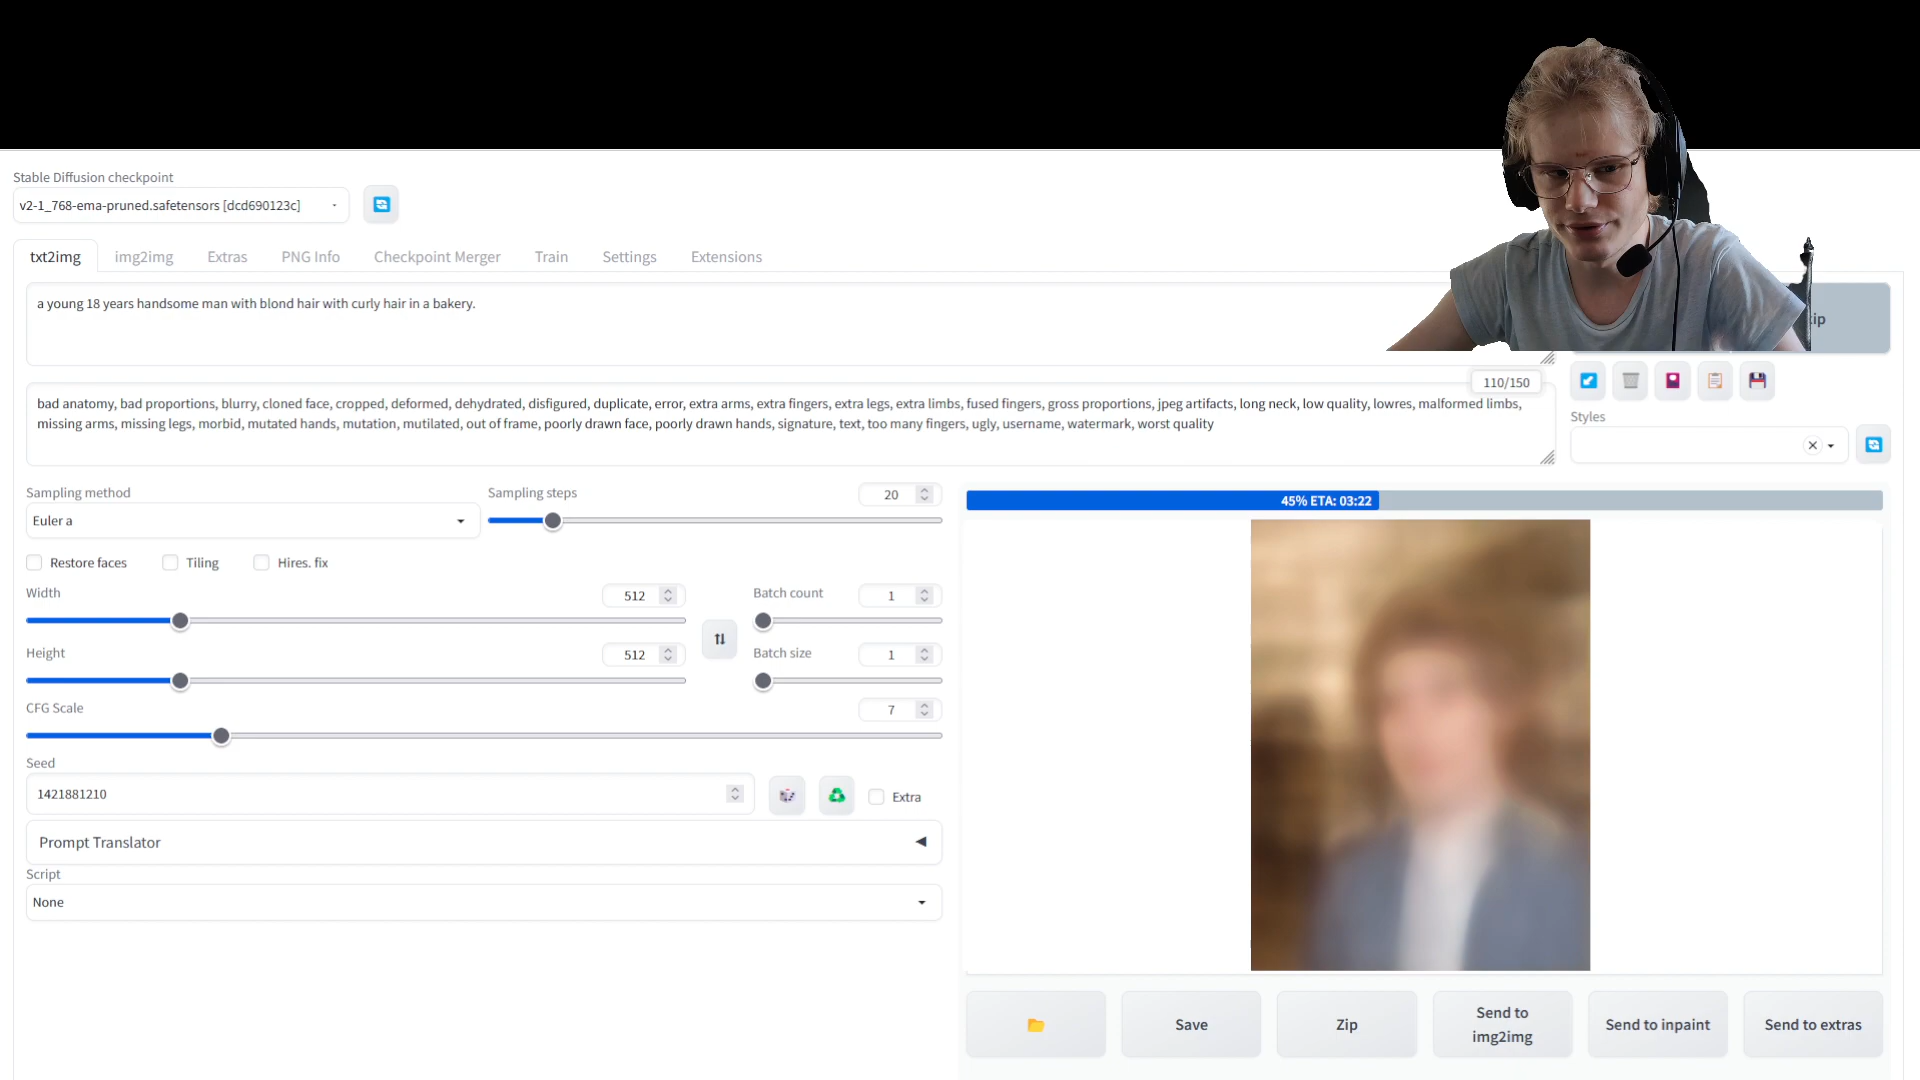 Stable Diffusion checkpoint
v2-1_768-ema-pruned.safetensors [dcd690123c]
txt2img img2img Extras PNG Info Checkpoint Merger Train Settings Extensions
a young 18 years handsome man with blond hair with curly hair in a bakery.
110/150
bad anatomy, bad proportions, blurry, cloned face, cropped, deformed, dehydrated, disfigured, duplicate, error, extra arms, extra fingers, extra legs, extra limbs, fused fingers, gross proportions, jpeg artifacts, long neck, low quality, lowres, malformed limbs,
missing arms, missing legs, morbid, mutated hands, mutation, mutilated, out of frame, poorly drawn face, poorly drawn hands, signature, text, too many fingers, ugly, username, watermark, worst quality
Styles
Sampling method
Euler a
Sampling steps
20
Restore faces Tiling Hires. fix
Width
512
Height
512
Batch count
1
Batch size
1
CFG Scale
7
Seed
1421881210
Extra
Prompt Translator
Script
None
45% ETA: 03:22
Save
Zip
Send to
img2img
Send to inpaint
Send to extras